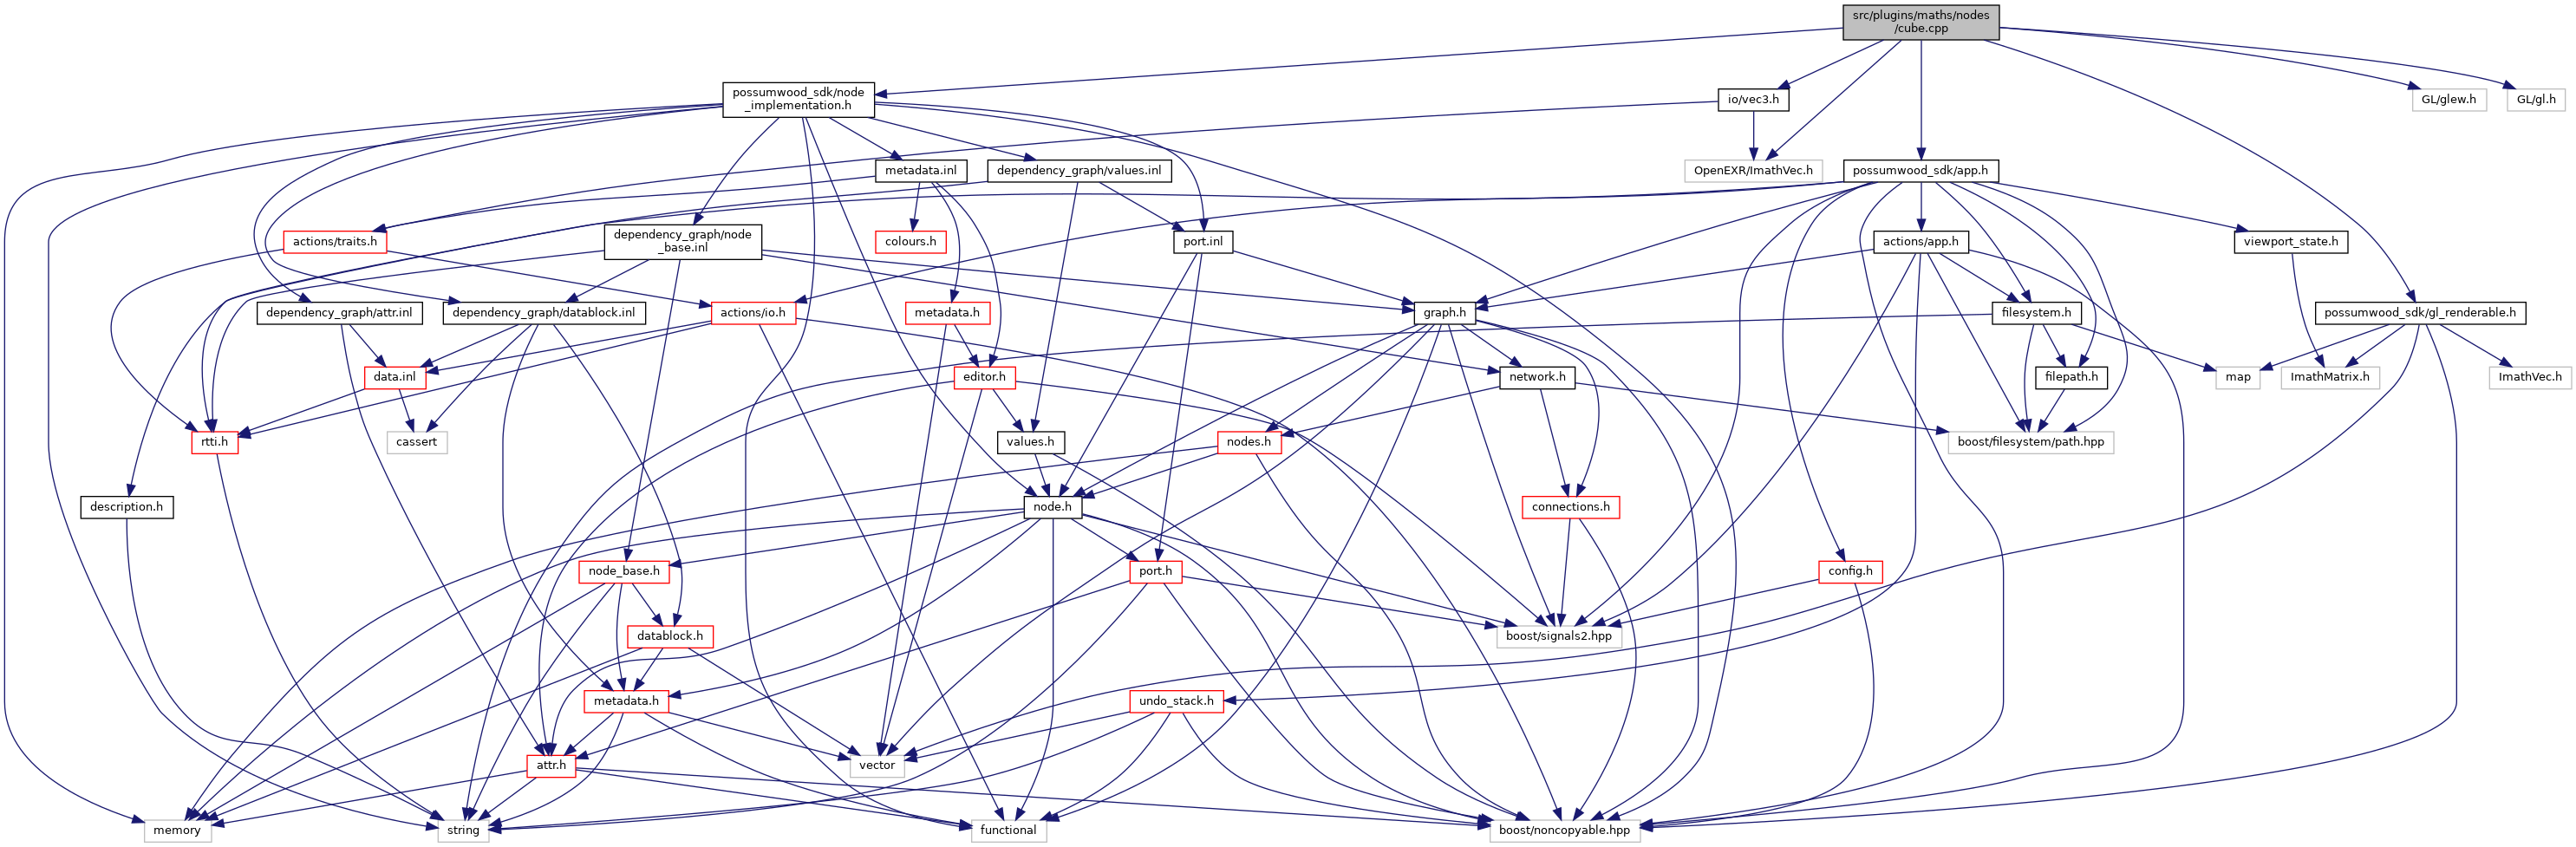 src/plugins/maths/nodes
/cube.cpp
possumwood_sdk/node
_implementation.h
io/vec3.h
GL/glew.h
GL/gl.h
metadata.inl
dependency_graph/values.inl
OpenEXR/ImathVec.h
possumwood_sdk/app.h
actions/traits.h
dependency_graph/node
_base.inl
colours.h
port.inl
actions/app.h
viewport_state.h
dependency_graph/attr.inl
dependency_graph/datablock.inl
actions/io.h
metadata.h
graph.h
filesystem.h
possumwood_sdk/gl_renderable.h
data.inl
editor.h
network.h
filepath.h
map
ImathMatrix.h
ImathVec.h
rtti.h
cassert
values.h
nodes.h
boost/filesystem/path.hpp
description.h
node.h
connections.h
node_base.h
port.h
config.h
datablock.h
boost/signals2.hpp
metadata.h
undo_stack.h
attr.h
vector
memory
string
functional
boost/noncopyable.hpp